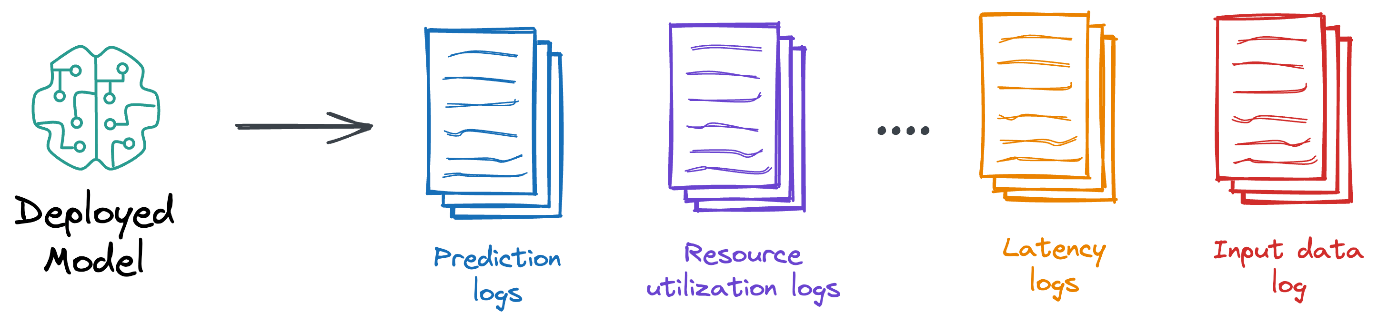 Deployed
Model
Prediction
logs
Resource
utilization logs
Latency
logs
Input data
log